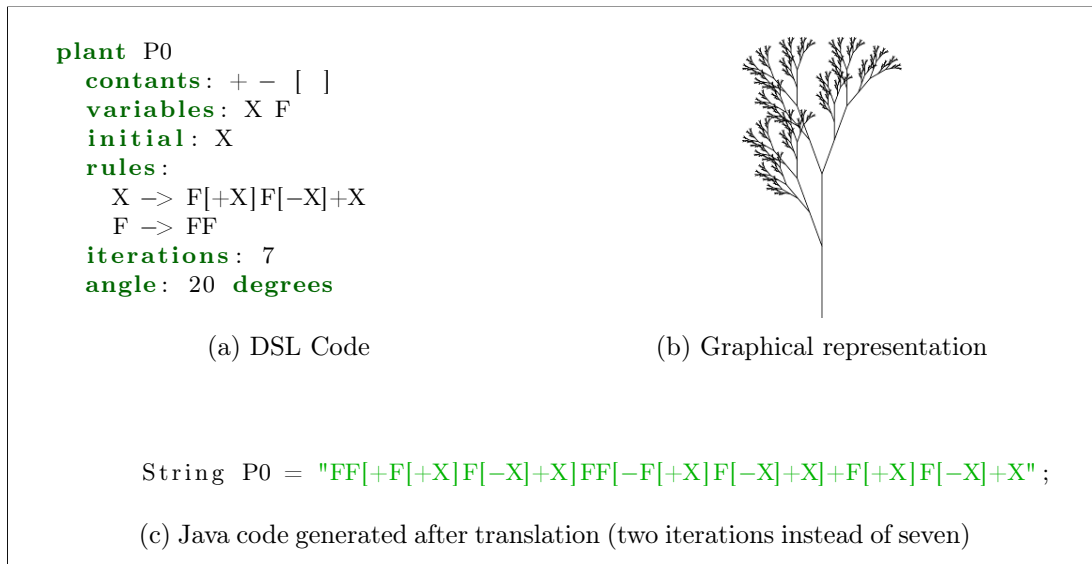 plant P0
contants: + − [ ]
variables: X F
initial: X
rules:
X −> F[+X]F[−X]+X
F −> FF
iterations: 7
angle: 20 degrees
(a) DSL Code
(b) Graphical representation
String P0 = "FF[+F[+X]F[−X]+X]FF[−F[+X]F[−X]+X]+F[+X]F[−X]+X";
(c) Java code generated after translation (two iterations instead of seven)